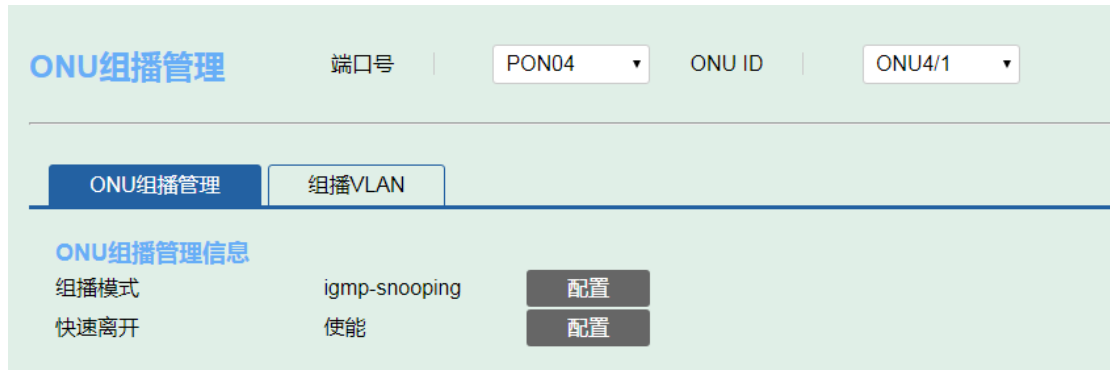 ONU组播管理 端口号 PON04 ONU ID ONU4/1
ONU组播管理 组播VLAN
ONU组播管理信息
组播模式 igmp-snooping 配置
快速离开 使能 配置